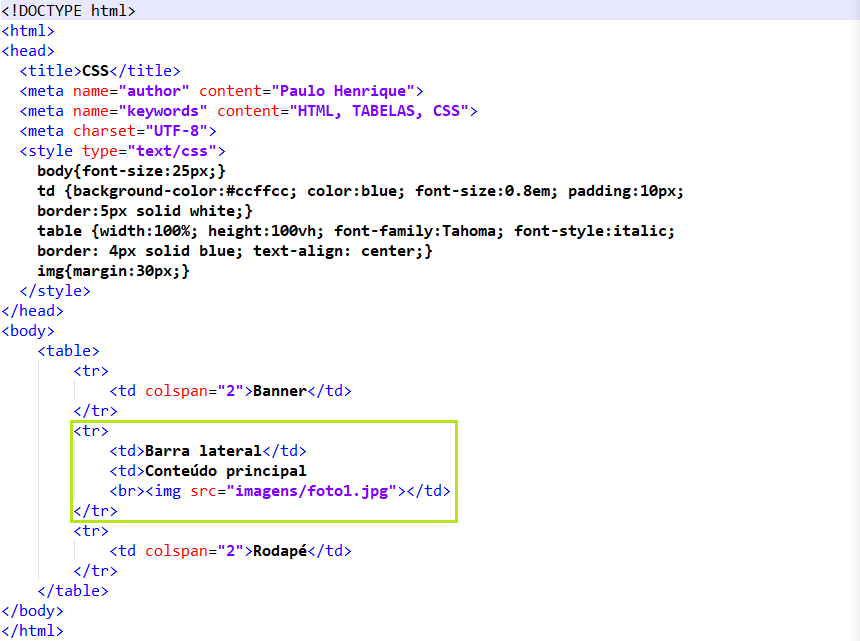 <!DOCTYPE html>
<html>
<head>
  <title>CSS</title>
  <meta name="author" content="Paulo Henrique">
  <meta name="keywords" content="HTML, TABELAS, CSS">
  <meta charset="UTF-8">
  <style type="text/css">
    body{font-size:25px;}
    td {background-color:#ccffcc; color:blue; font-size:0.8em; padding:10px;
    border:5px solid white;}
    table {width:100%; height:100vh; font-family:Tahoma; font-style:italic;
    border: 4px solid blue; text-align: center;}
    img{margin:30px;}
  </style>
</head>
<body>
    <table>
        <tr>
            <td colspan="2">Banner</td>
        </tr>
        <tr>
            <td>Barra lateral</td>
            <td>Conteúdo principal
            <br><img src="imagens/foto1.jpg"></td>
        </tr>
        <tr>
            <td colspan="2">Rodapé</td>
        </tr>
    </table>
</body>
</html>